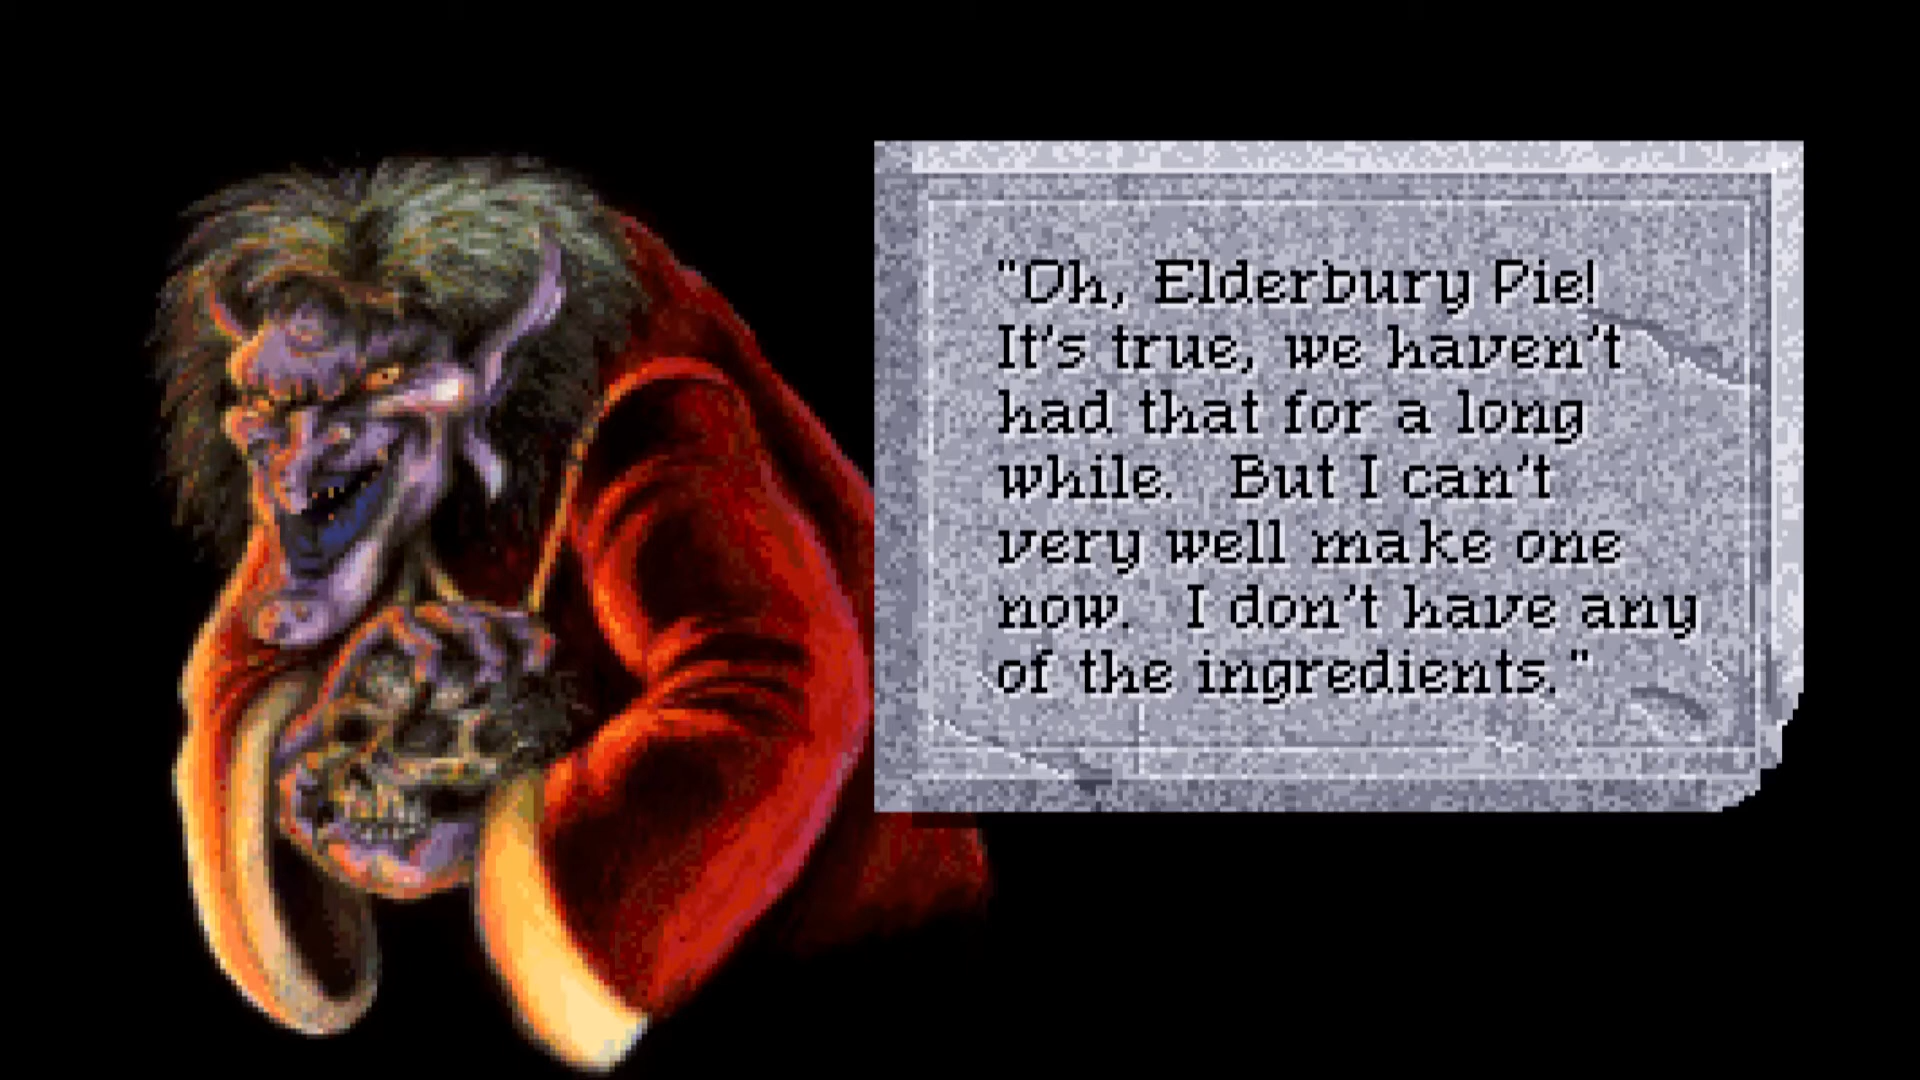 "Oh, Elderbury Pie!
It's true, we haven't
had that for a long
while.  But I can't
very well make one
now.  I don't have any
of the ingredients."